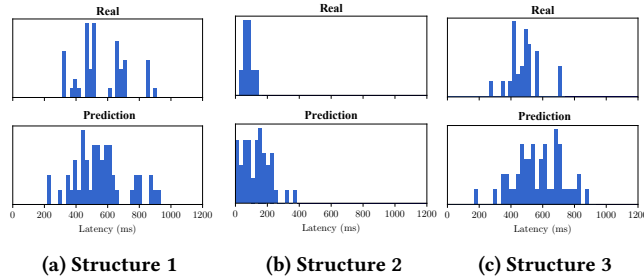 Real
Real
Real
Prediction
Prediction
Prediction
0 200 400 600 800 1000 1200
0 200 400 600 800 1000 1200
0 200 400 600 800 1000 1200
Latency (ms)
Latency (ms)
Latency (ms)
(a) Structure 1
(b) Structure 2
(c) Structure 3